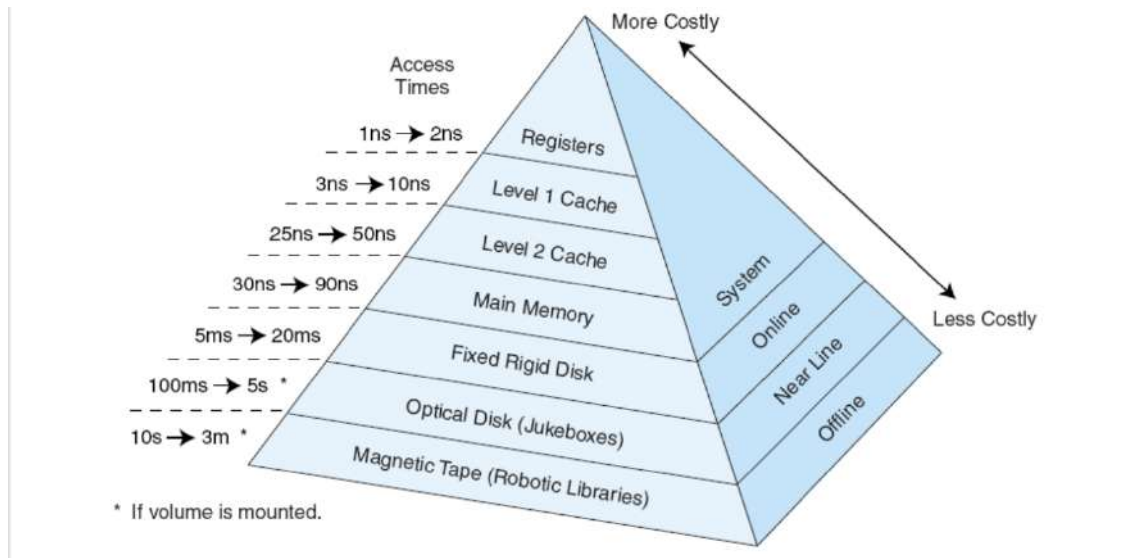 More Costly
Access
Times
1ns → 2ns
Registers
3ns → 10ns
Level 1 Cache
25ns → 50ns
Level 2 Cache
System
30ns → 90ns
Main Memory
Online
Less Costly
5ms → 20ms
Fixed Rigid Disk
Near Line
100ms → 5s *
Optical Disk (Jukeboxes)
Offline
10s → 3m *
Magnetic Tape (Robotic Libraries)
* If volume is mounted.